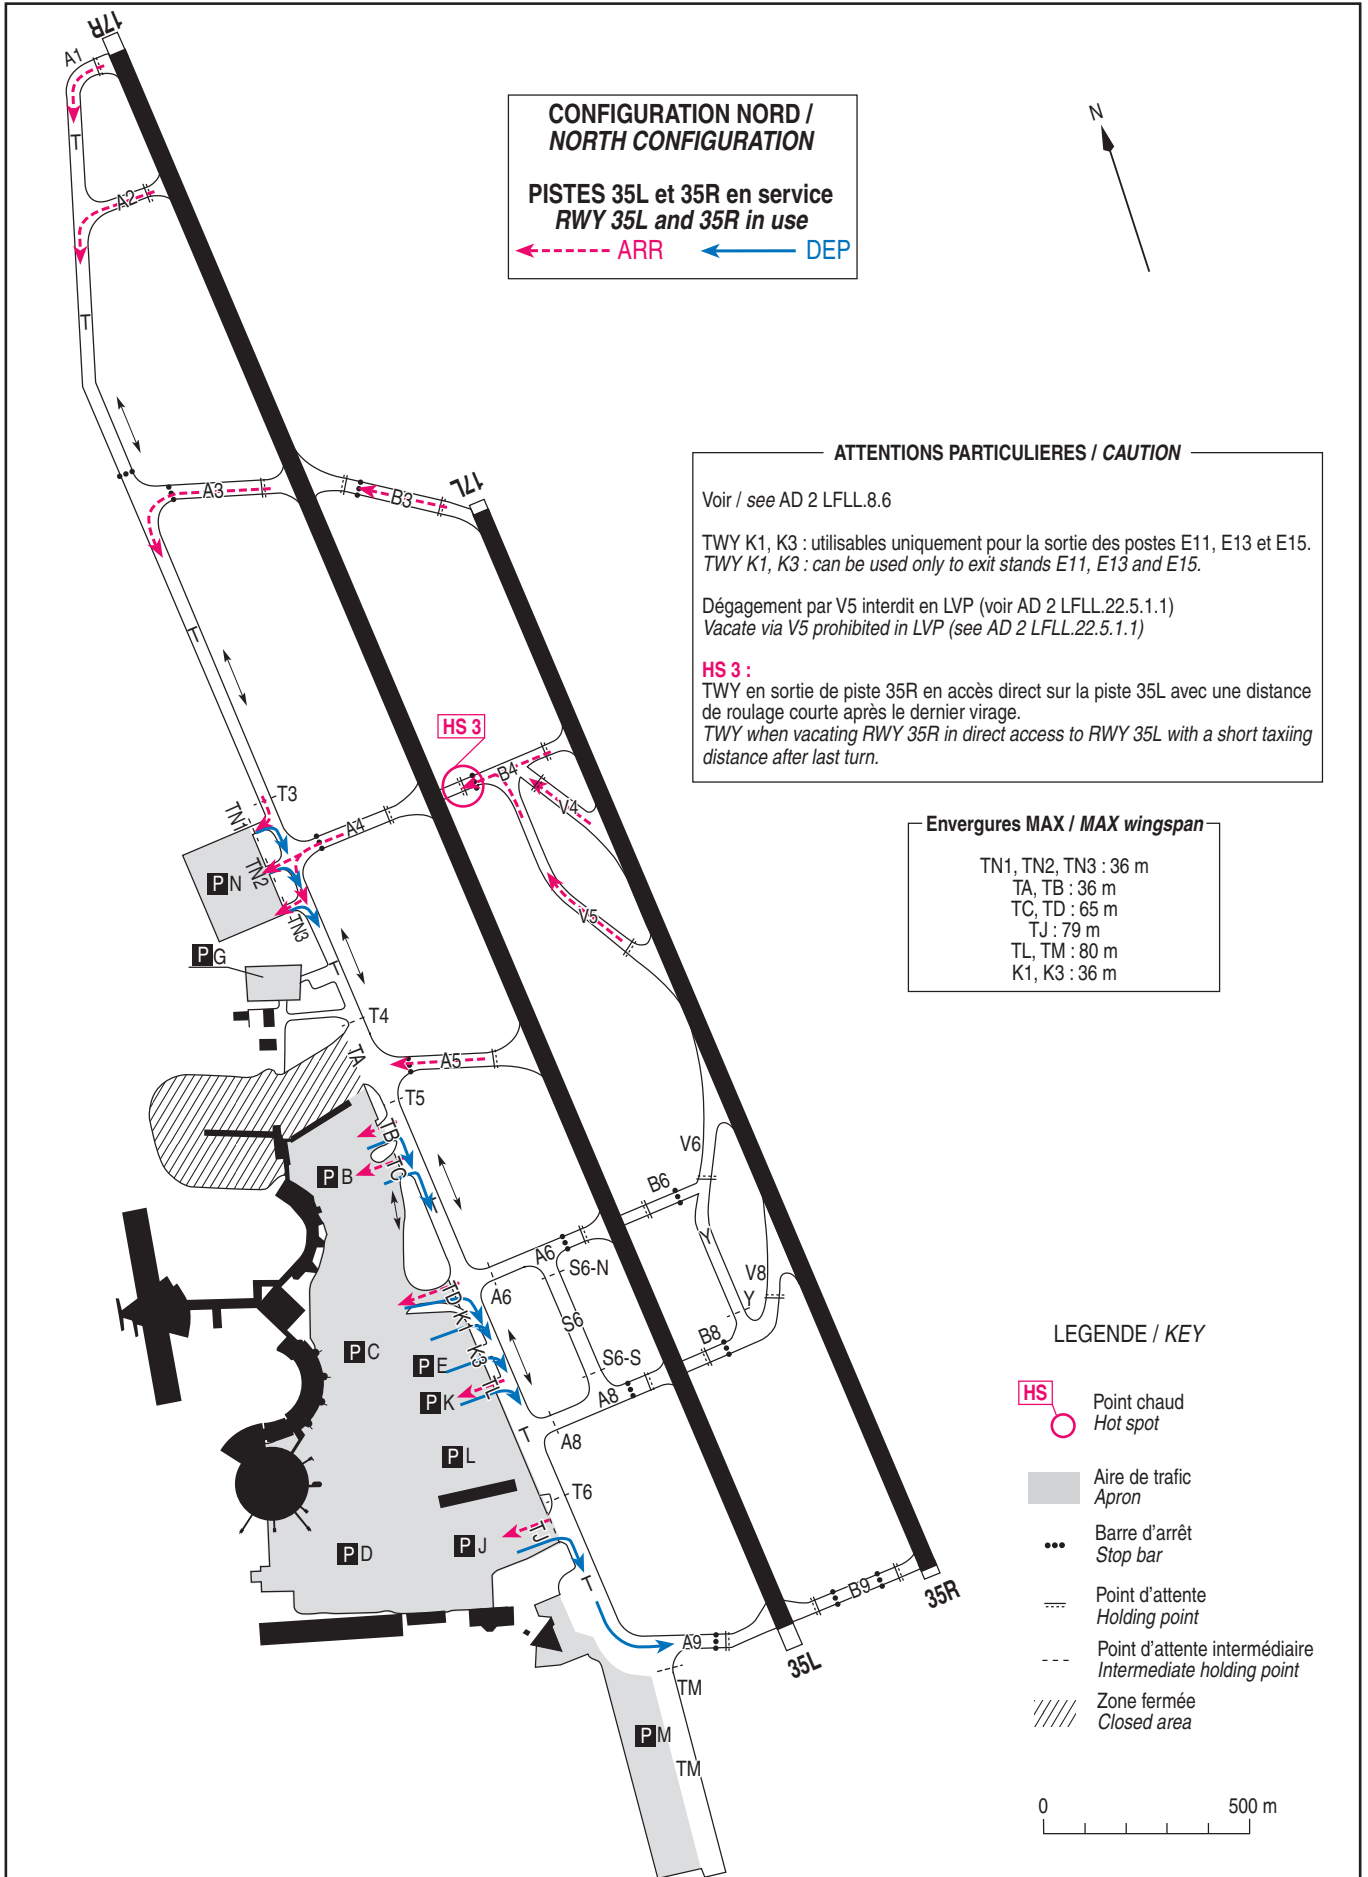 17R
A1
CONFIGURATION NORD /
NORTH CONFIGURATION
PISTES 35L et 35R en service
RWY 35L and 35R in use
ARR
DEP
N
T
A2
T
A3
B3
17L
ATTENTIONS PARTICULIERES / CAUTION
Voir / see AD 2 LFLL.8.6
TWY K1, K3 : utilisables uniquement pour la sortie des postes E11, E13 et E15.
TWY K1, K3 : can be used only to exit stands E11, E13 and E15.
Dégagement par V5 interdit en LVP (voir AD 2 LFLL.22.5.1.1)
Vacate via V5 prohibited in LVP (see AD 2 LFLL.22.5.1.1)
HS 3 :
TWY en sortie de piste 35R en accès direct sur la piste 35L avec une distance
de roulage courte après le dernier virage.
TWY when vacating RWY 35R in direct access to RWY 35L with a short taxiing
distance after last turn.
T
HS 3
B4
V4
T3
TN1
A4
TN2
P N
TN3
V5
Envergures MAX / MAX wingspan
TN1, TN2, TN3 : 36 m
TA, TB : 36 m
TC, TD : 65 m
TJ : 79 m
TL, TM : 80 m
K1, K3 : 36 m
P G
T
T4
TA
A5
T5
TB
TC
P B
T
V6
B6
Y
A6
S6-N
TD
A6
V8
Y
K1
S6
B8
P C
K3
P E
S6-S
TL
A8
P K
T
A8
P L
T6
TJ
P J
P D
T
B9
35R
A9
35L
TM
P M
TM
LEGENDE / KEY
HS
Point chaud
Hot spot
Aire de trafic
Apron
Barre d'arrêt
Stop bar
Point d'attente
Holding point
Point d'attente intermédiaire
Intermediate holding point
Zone fermée
Closed area
0
500 m